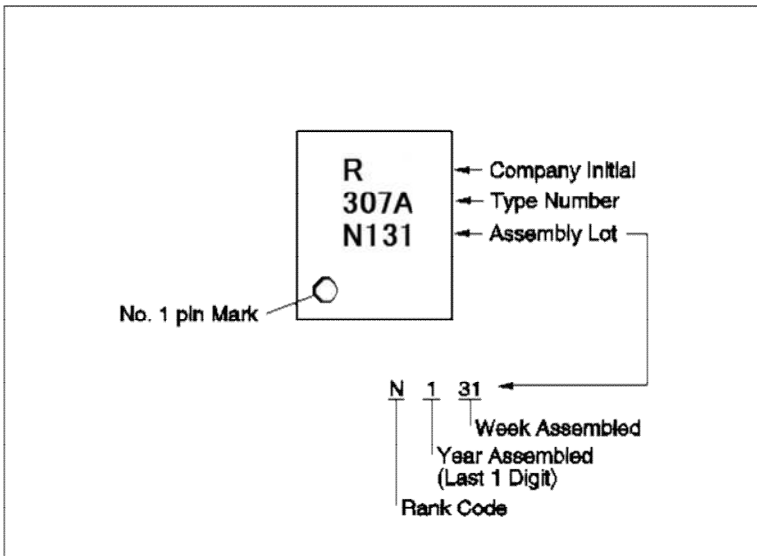 R
307A
N131
Company Initial
Type Number
Assembly Lot
No. 1 pin Mark
N 1 31
Week Assembled
Year Assembled
(Last 1 Digit)
Rank Code